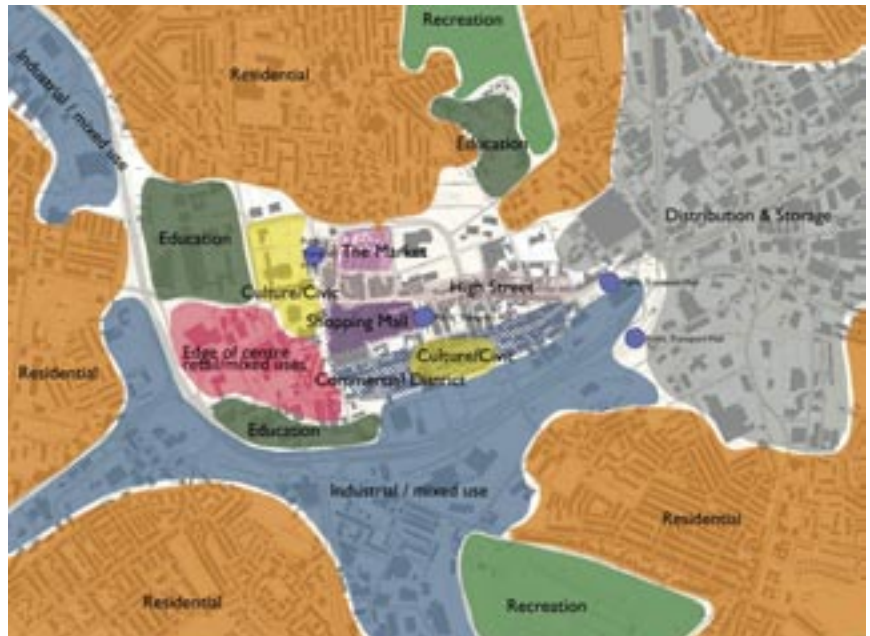 Recreation
Industrial / mixed use
Residential
Education
Distribution & Storage
Education
The Market
Culture/Civic
High Street
Shopping Mall
Edge of centre
retail/mixed uses
Culture/Civic
Residential
Commercial District
Education
Industrial / mixed use
Residential
Residential
Recreation